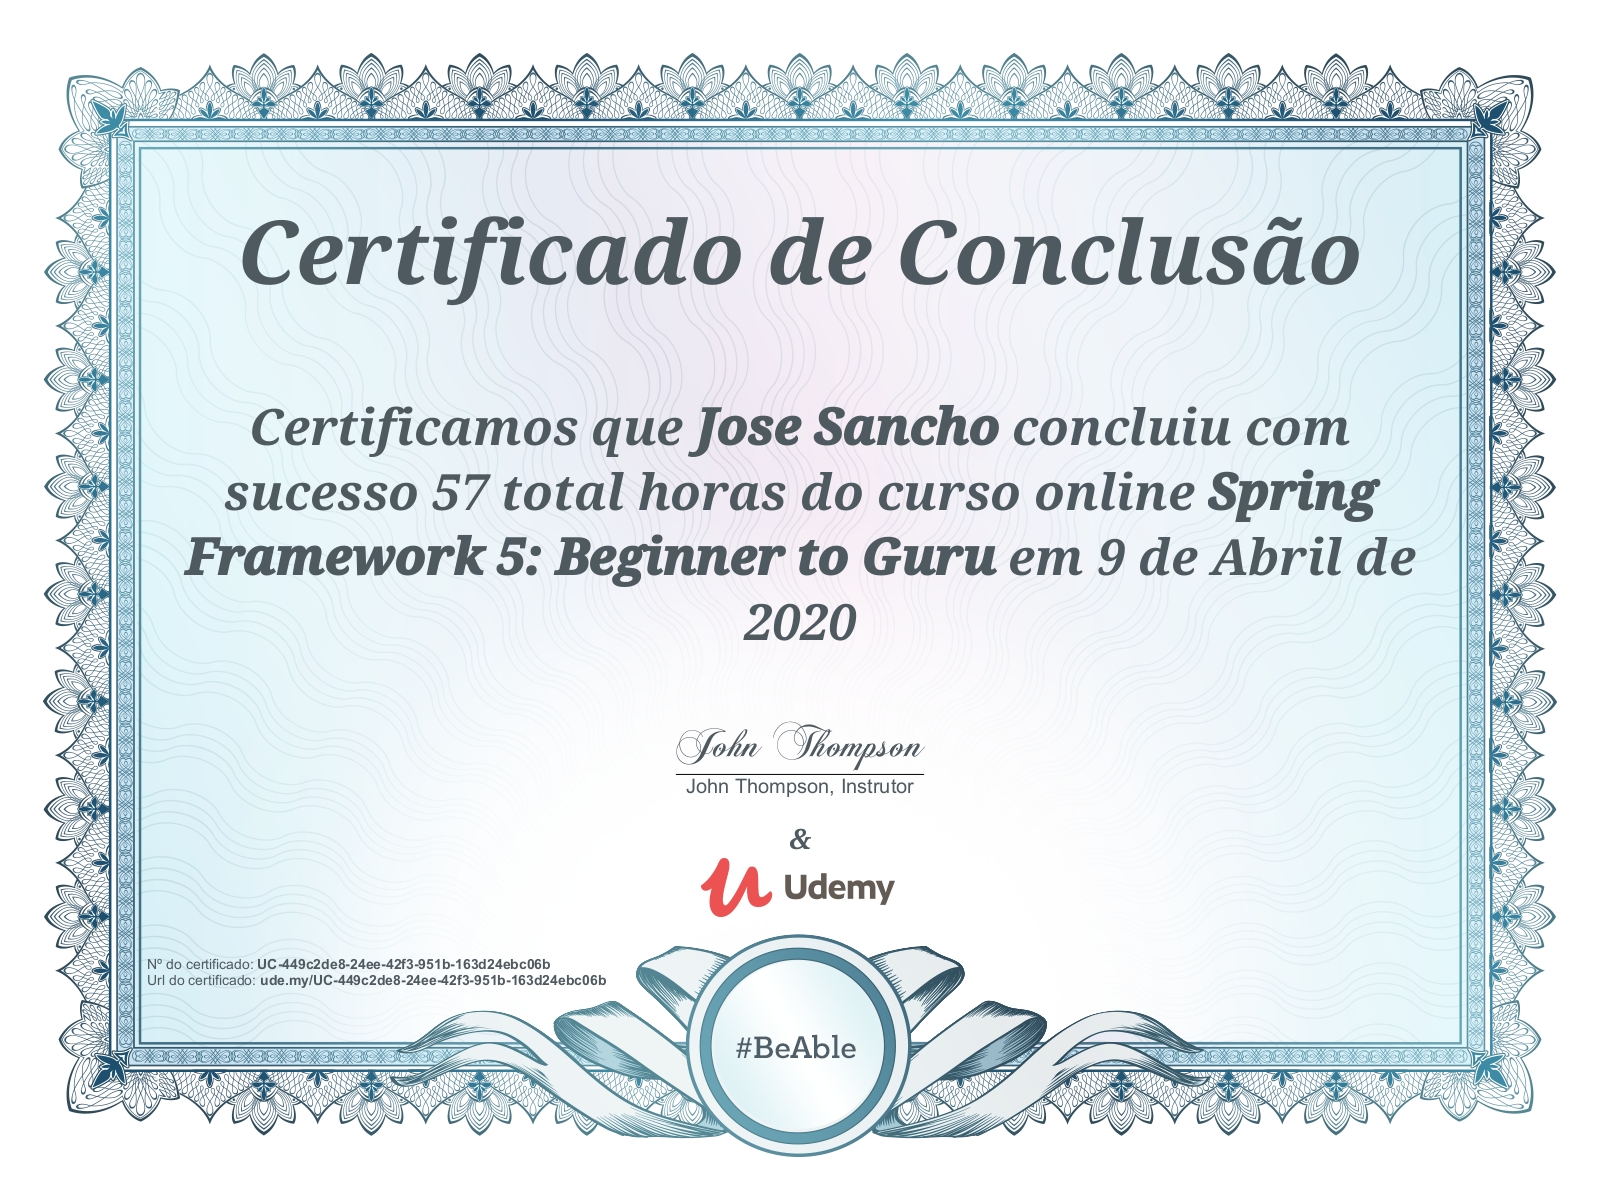 Certificado de Conclusão
Certificamos que Jose Sancho concluiu com
sucesso 57 total horas do curso online Spring
Framework 5: Beginner to Guru em 9 de Abril de
2020
John Thompson
John Thompson, Instrutor
&
Udemy
Nº do certificado: UC-449c2de8-24ee-42f3-951b-163d24ebc06b
Url do certificado: ude.my/UC-449c2de8-24ee-42f3-951b-163d24ebc06b
#BeAble